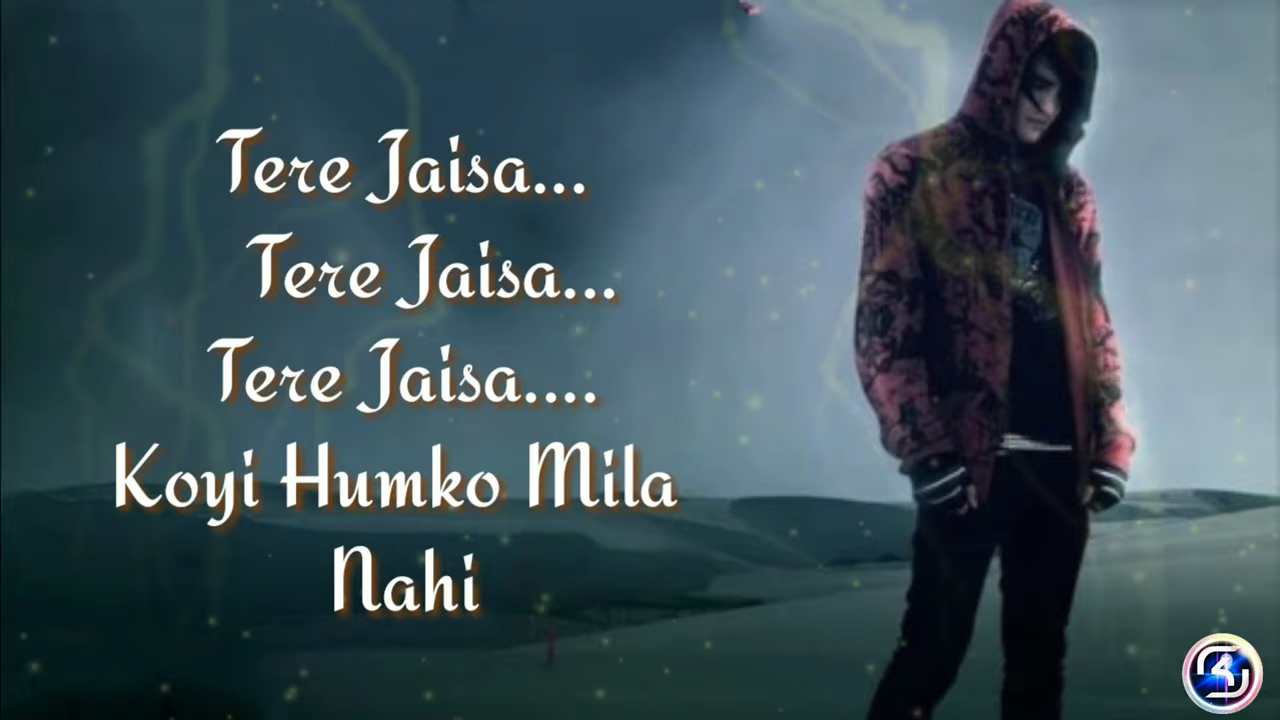 Tere Jaisa...
Tere Jaisa...
Tere Jaisa....
Koyi Humko Mila
Nahi